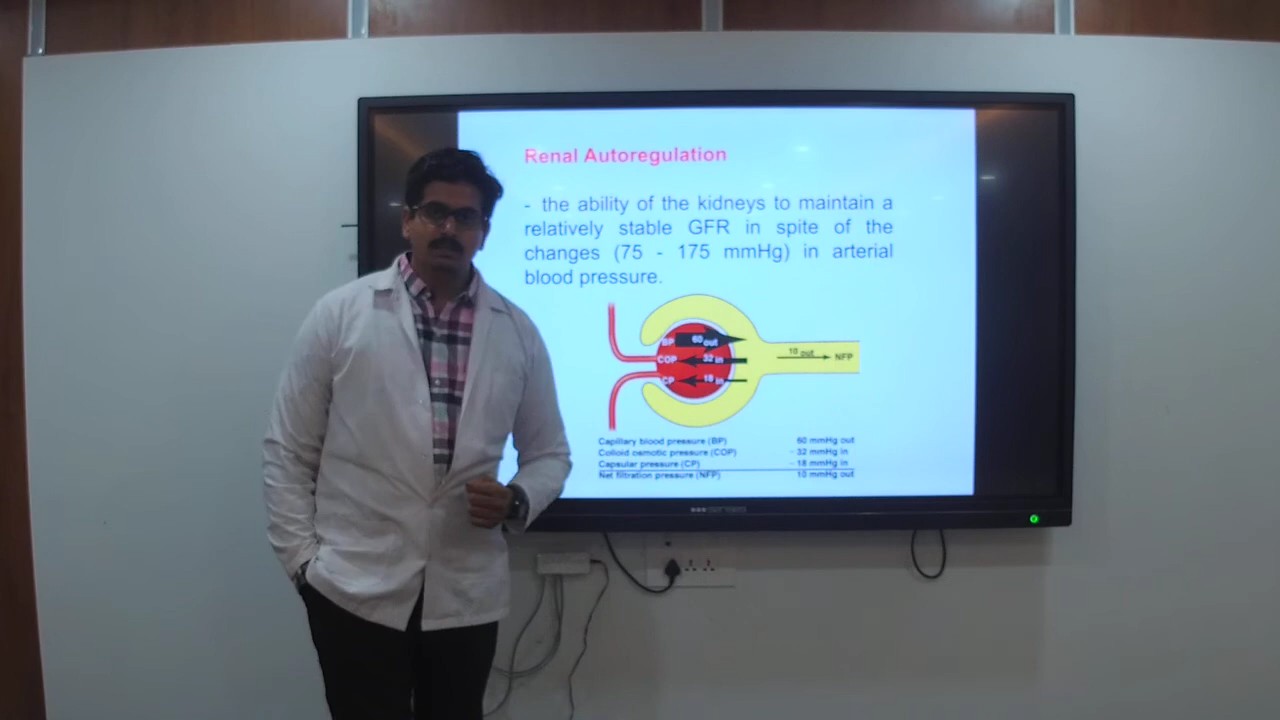 Renal Autoregulation
- the ability of the kidneys to maintain a
relatively stable GFR in spite of the
changes (75 - 175 mmHg) in arterial
blood pressure.
BP 60 out
COP 32 in
CP 18 in
10 out NFP
Capillary blood pressure (BP) 60 mmHg out
Colloid osmotic pressure (COP) - 32 mmHg in
Capsular pressure (CP) - 18 mmHg in
Net filtration pressure (NFP) 10 mmHg out